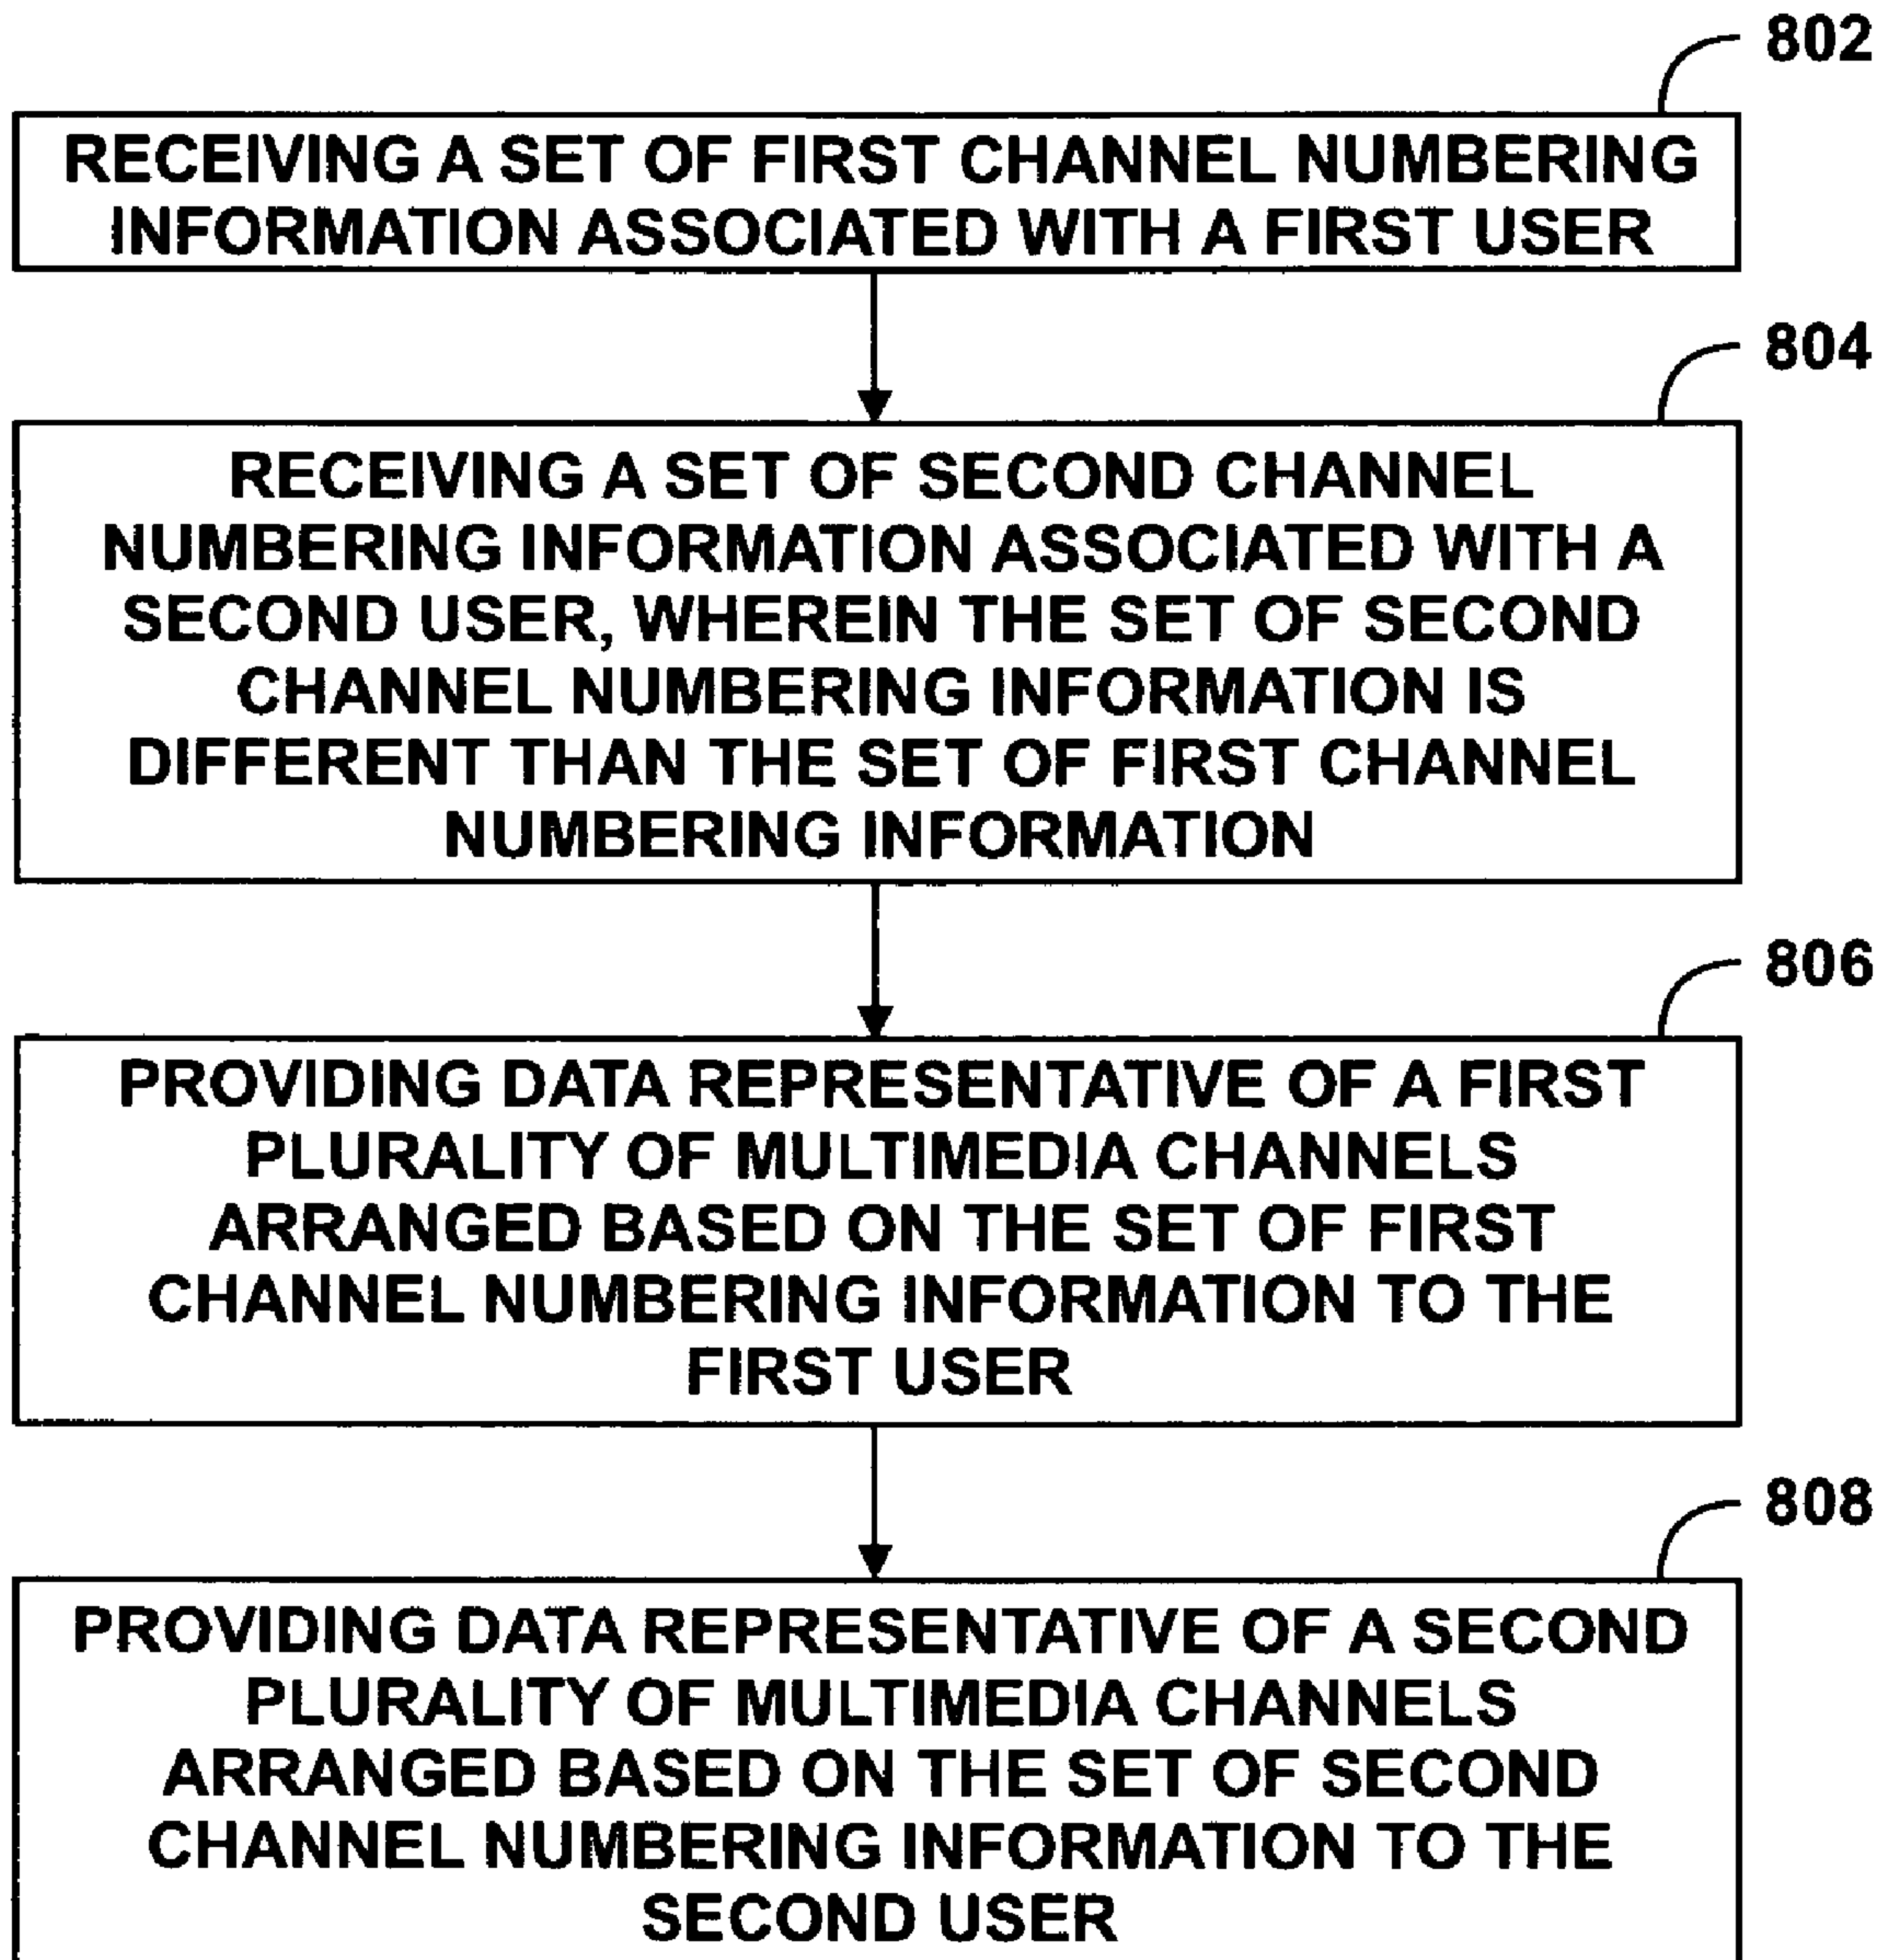 802
RECEIVING A SET OF FIRST CHANNEL NUMBERING
INFORMATION ASSOCIATED WITH A FIRST USER
804
RECEIVING A SET OF SECOND CHANNEL
NUMBERING INFORMATION ASSOCIATED WITH A
SECOND USER, WHEREIN THE SET OF SECOND
CHANNEL NUMBERING INFORMATION IS
DIFFERENT THAN THE SET OF FIRST CHANNEL
NUMBERING INFORMATION
806
PROVIDING DATA REPRESENTATIVE OF A FIRST
PLURALITY OF MULTIMEDIA CHANNELS
ARRANGED BASED ON THE SET OF FIRST
CHANNEL NUMBERING INFORMATION TO THE
FIRST USER
808
PROVIDING DATA REPRESENTATIVE OF A SECOND
PLURALITY OF MULTIMEDIA CHANNELS
ARRANGED BASED ON THE SET OF SECOND
CHANNEL NUMBERING INFORMATION TO THE
SECOND USER